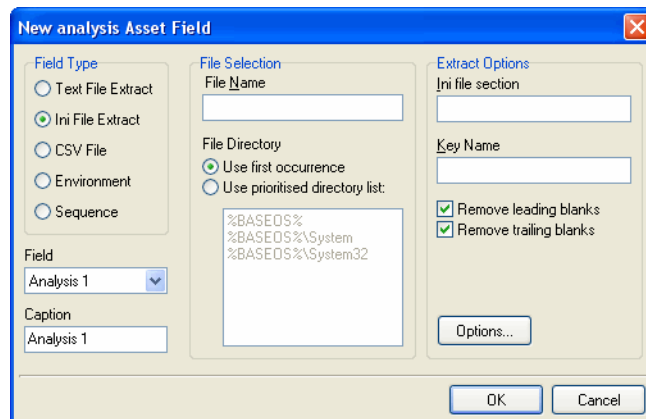 New analysis Asset Field
Field Type
Text File Extract
Ini File Extract
CSV File
Environment
Sequence
Field
Analysis 1
Caption
Analysis 1
File Selection
File Name
File Directory
Use first occurrence
Use prioritised directory list:
%BASEOS%
%BASEOS%\System
%BASEOS%\System32
Extract Options
Ini file section
Key Name
Remove leading blanks
Remove trailing blanks
Options...
OK
Cancel